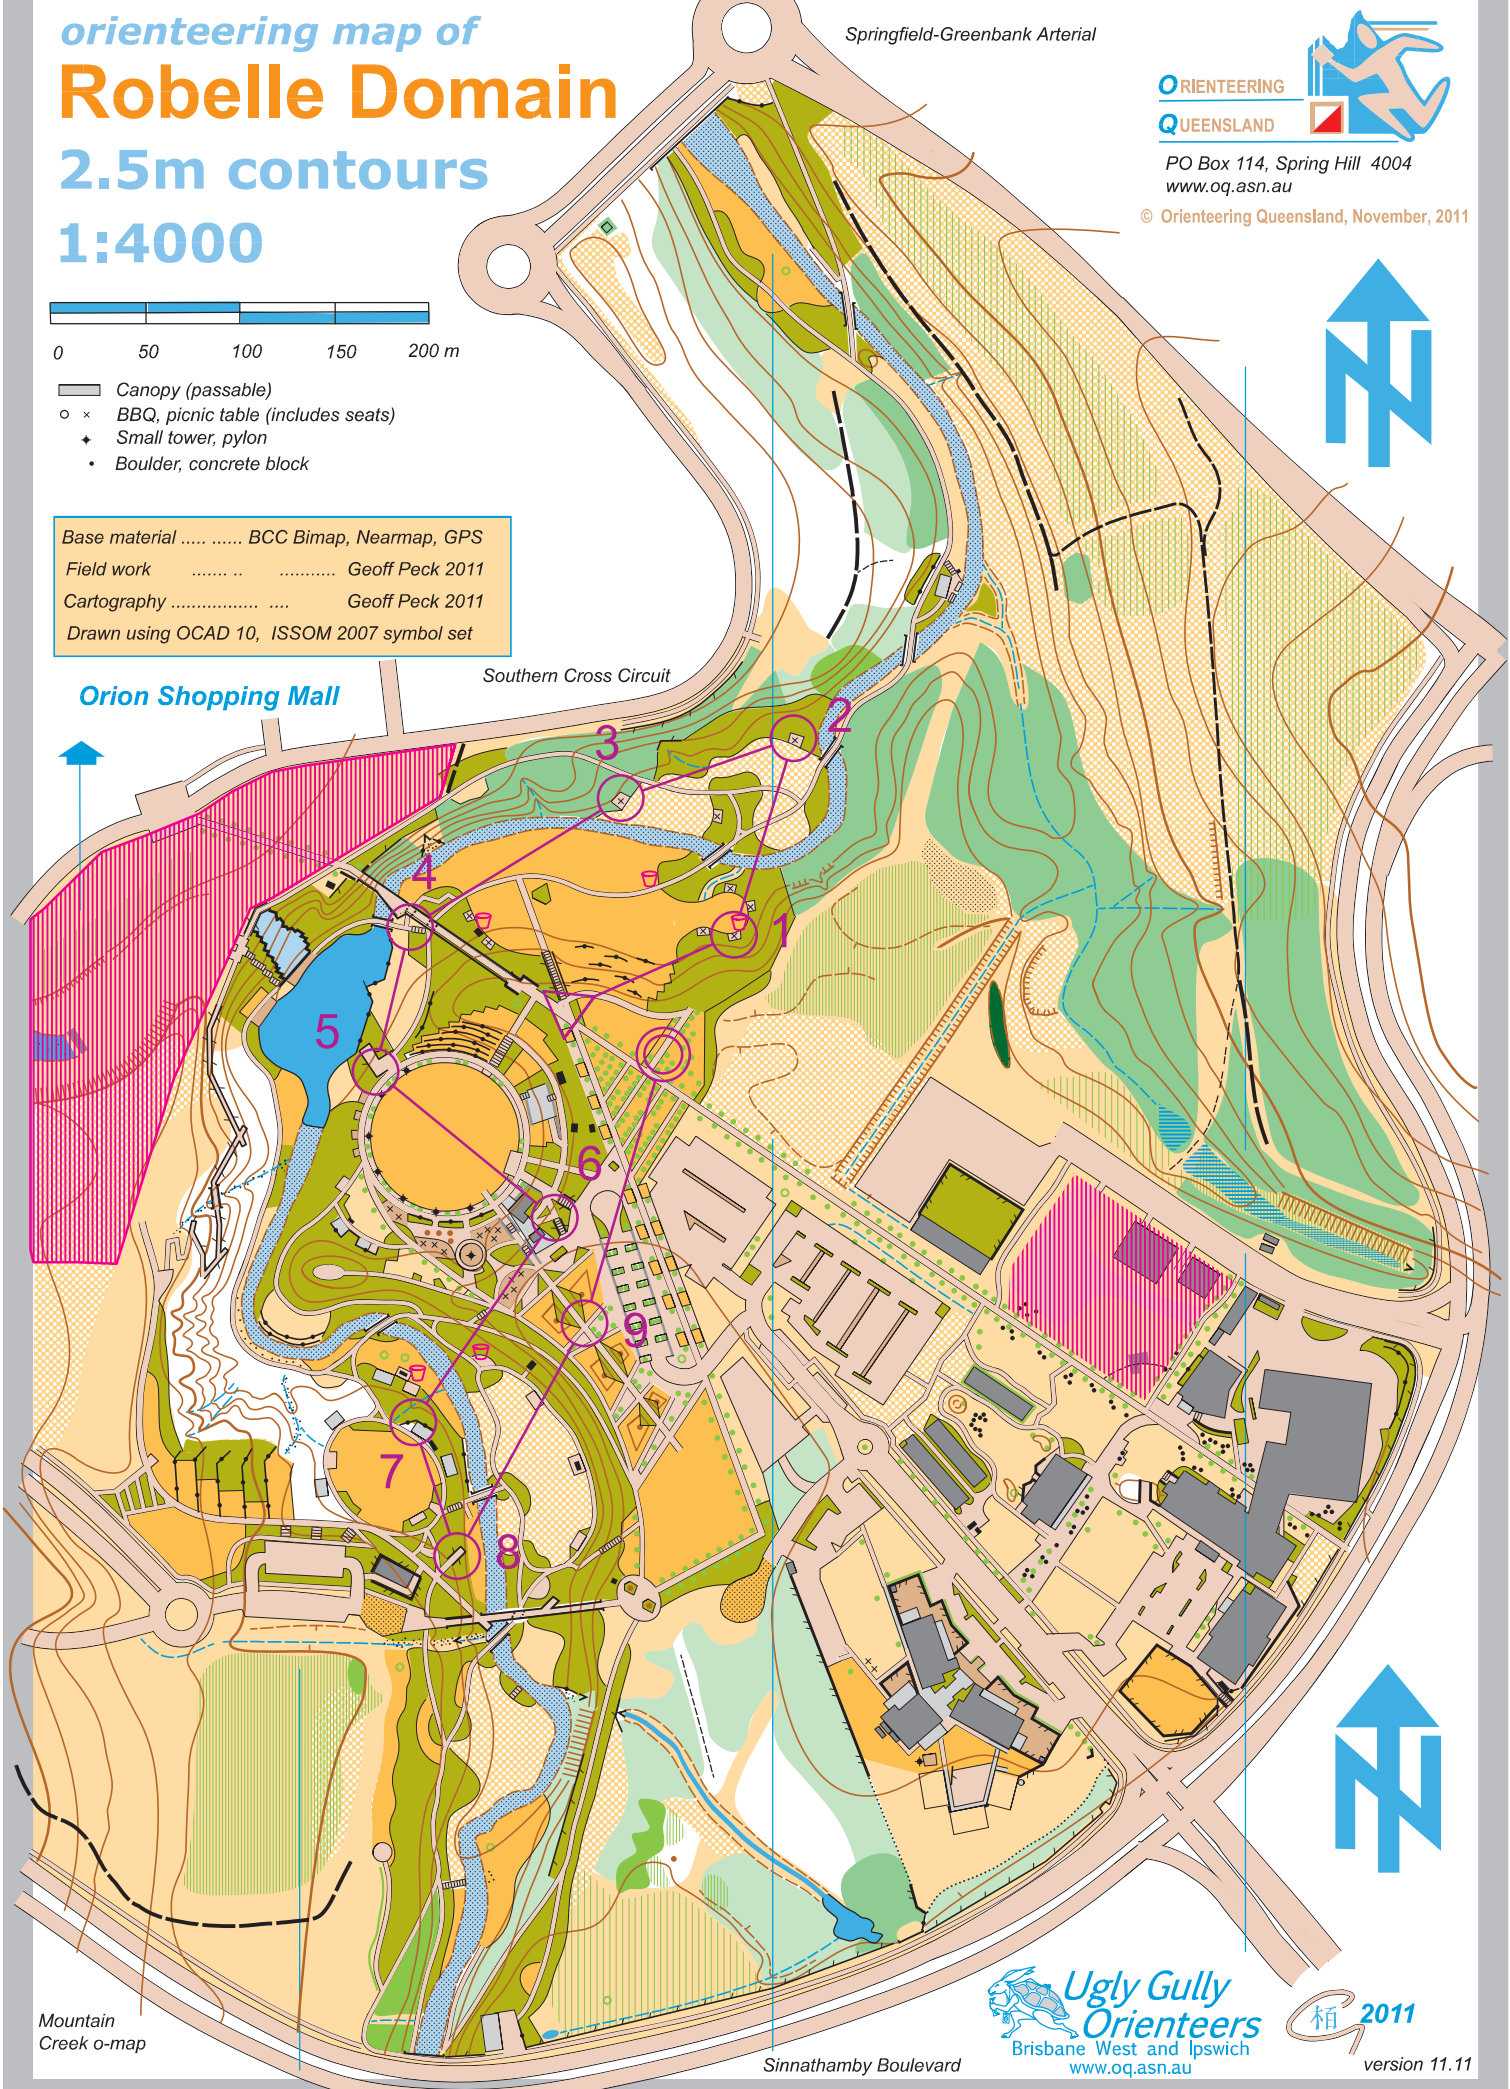 orienteering map of
Robelle Domain
2.5m contours
1:4000
0 50 100 150 200 m
Canopy (passable)
BBQ, picnic table (includes seats)
Small tower, pylon
Boulder, concrete block
Base material ..... ...... BCC Bimap, Nearmap, GPS
Field work ....... .. ........... Geoff Peck 2011
Cartography .................. .... Geoff Peck 2011
Drawn using OCAD 10, ISSOM 2007 symbol set
Orion Shopping Mall
Southern Cross Circuit
Springfield-Greenbank Arterial
ORIENTEERING
QUEENSLAND
PO Box 114, Spring Hill 4004
www.oq.asn.au
© Orienteering Queensland, November, 2011
N
2
3
4
1
5
6
9
7
8
N
Mountain
Creek o-map
Sinnathamby Boulevard
Ugly Gully
Orienteers
Brisbane West and Ipswich
www.oq.asn.au
栢 2011
version 11.11